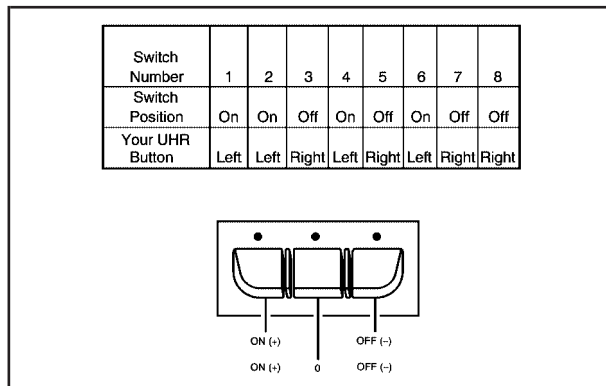 Switch Number 1 2 3 4 5 6 7 8
Switch Position On On Off On Off On Off Off
Your UHR Button Left Left Right Left Right Left Right Right
ON (+) OFF (–)
ON (+) 0 OFF (–)